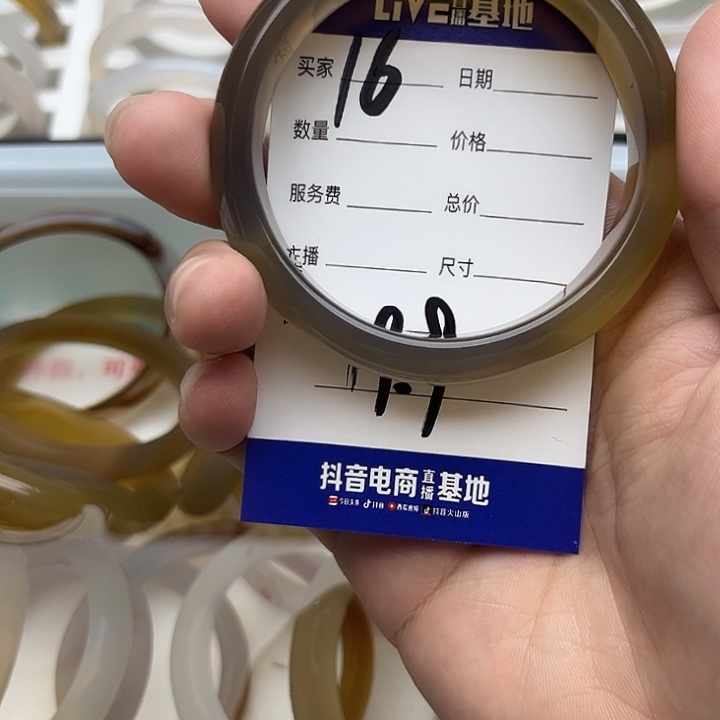 LIVE直播基地
买家 16 日期
数量 价格
服务费 总价
主播 尺寸
9.9
抖音电商直播基地
今日头条 抖音 西瓜视频 抖音火山版